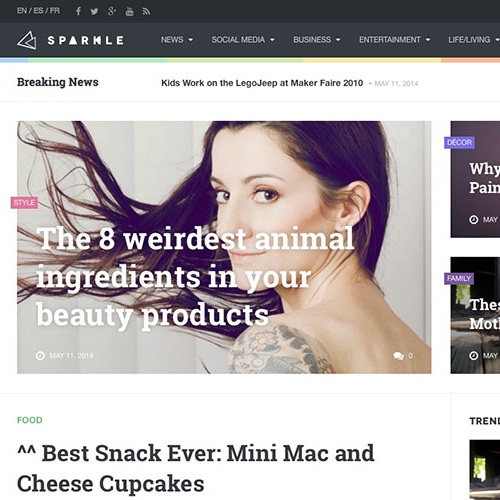 EN / ES / FR
SPARKLE
NEWS
SOCIAL MEDIA
BUSINESS
ENTERTAINMENT
LIFE/LIVING
Breaking News
Kids Work on the LegoJeep at Maker Faire 2010 - MAY 11, 2014
STYLE
The 8 weirdest animal
ingredients in your
beauty products
MAY 11, 2014
0
DÉCOR
Why
Pain
MAY
FAMILY
Thes
Moth
MAY
FOOD
^^ Best Snack Ever: Mini Mac and
Cheese Cupcakes
TREND